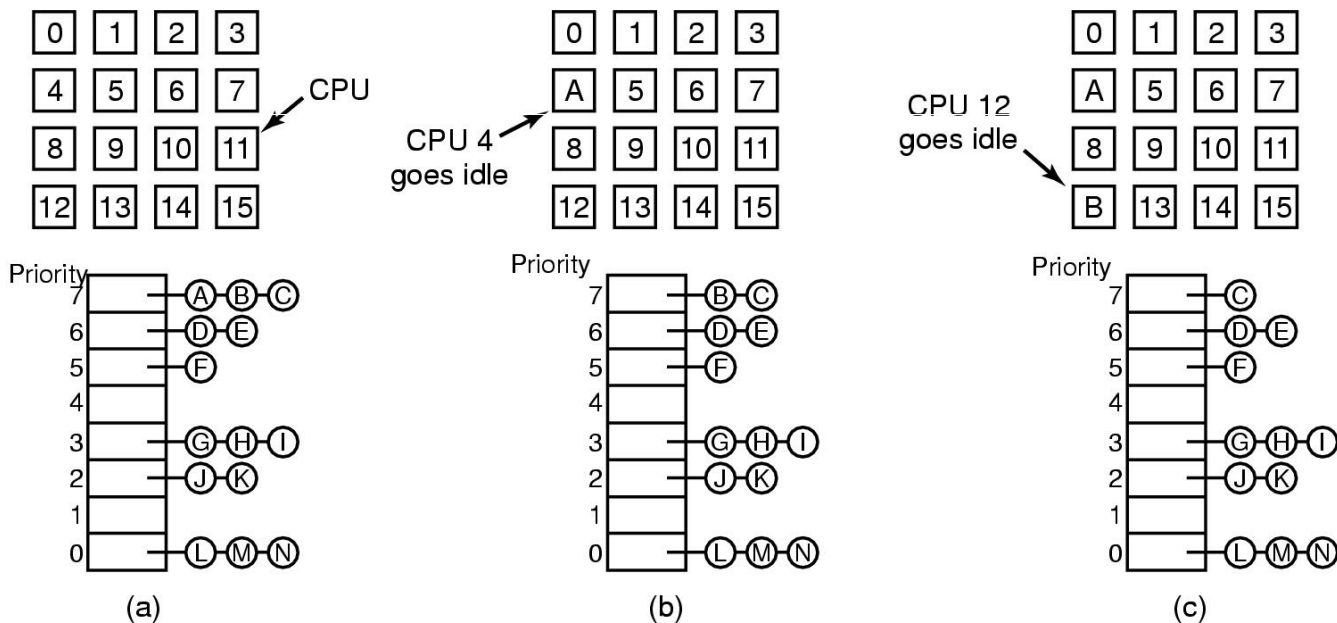 0 1 2 3
4 5 6 7
CPU
8 9 10 11
12 13 14 15
Priority
7 A B C
6 D E
5 F
4
3 G H I
2 J K
1
0 L M N
(a)
0 1 2 3
A 5 6 7
CPU 4
goes idle
8 9 10 11
12 13 14 15
Priority
7 B C
6 D E
5 F
4
3 G H I
2 J K
1
0 L M N
(b)
0 1 2 3
A 5 6 7
CPU 12
goes idle
8 9 10 11
B 13 14 15
Priority
7 C
6 D E
5 F
4
3 G H I
2 J K
1
0 L M N
(c)